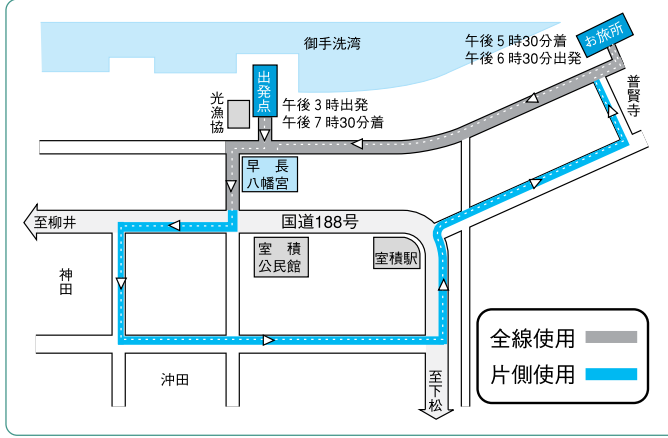 御手洗湾
午後5時30分着
午後6時30分出発
お旅所
普賢寺
出発点
光漁協
午後3時出発
午後7時30分着
早長
八幡宮
至柳井
国道188号
室積
公民館
室積駅
神田
沖田
至下松
全線使用
片側使用